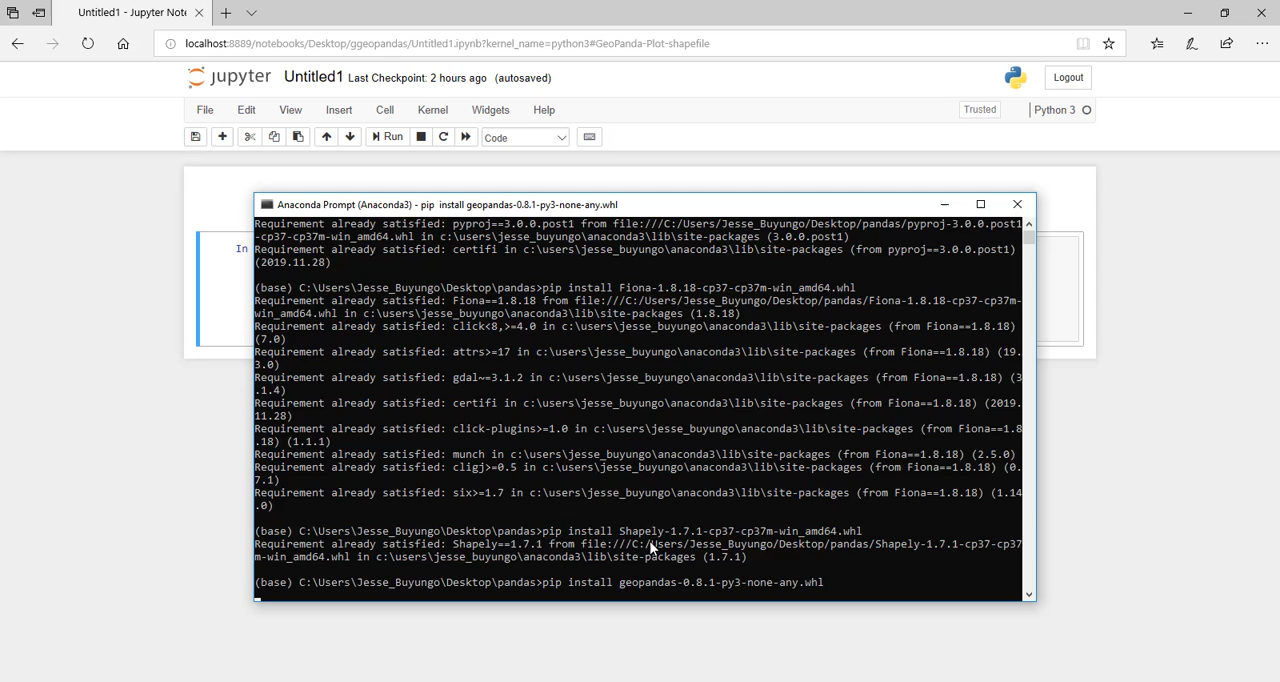 Untitled1 - Jupyter Note
localhost:8889/notebooks/Desktop/ggeopandas/Untitled1.ipynb?kernel_name=python3#GeoPanda-Plot-shapefile
jupyter Untitled1 Last Checkpoint: 2 hours ago (autosaved)
Logout
File Edit View Insert Cell Kernel Widgets Help
Trusted
Python 3
Run
Code
In
Anaconda Prompt (Anaconda3) - pip install geopandas-0.8.1-py3-none-any.whl
Requirement already satisfied: pyproj==3.0.0.post1 from file:///C:/Users/Jesse_Buyungo/Desktop/pandas/pyproj-3.0.0.post1
-cp37-cp37m-win_amd64.whl in c:\users\jesse_buyungo\anaconda3\lib\site-packages (3.0.0.post1)
Requirement already satisfied: certifi in c:\users\jesse_buyungo\anaconda3\lib\site-packages (from pyproj==3.0.0.post1)
(2019.11.28)
(base) C:\Users\Jesse_Buyungo\Desktop\pandas>pip install Fiona-1.8.18-cp37-cp37m-win_amd64.whl
Requirement already satisfied: Fiona==1.8.18 from file:///C:/Users/Jesse_Buyungo/Desktop/pandas/Fiona-1.8.18-cp37-cp37m-
win_amd64.whl in c:\users\jesse_buyungo\anaconda3\lib\site-packages (1.8.18)
Requirement already satisfied: click<8,>=4.0 in c:\users\jesse_buyungo\anaconda3\lib\site-packages (from Fiona==1.8.18)
(7.0)
Requirement already satisfied: attrs>=17 in c:\users\jesse_buyungo\anaconda3\lib\site-packages (from Fiona==1.8.18) (19.
3.0)
Requirement already satisfied: gdal~=3.1.2 in c:\users\jesse_buyungo\anaconda3\lib\site-packages (from Fiona==1.8.18) (3
.1.4)
Requirement already satisfied: certifi in c:\users\jesse_buyungo\anaconda3\lib\site-packages (from Fiona==1.8.18) (2019.
11.28)
Requirement already satisfied: click-plugins>=1.0 in c:\users\jesse_buyungo\anaconda3\lib\site-packages (from Fiona==1.8
.18) (1.1.1)
Requirement already satisfied: munch in c:\users\jesse_buyungo\anaconda3\lib\site-packages (from Fiona==1.8.18) (2.5.0)
Requirement already satisfied: cligj>=0.5 in c:\users\jesse_buyungo\anaconda3\lib\site-packages (from Fiona==1.8.18) (0.
7.1)
Requirement already satisfied: six>=1.7 in c:\users\jesse_buyungo\anaconda3\lib\site-packages (from Fiona==1.8.18) (1.14
.0)
(base) C:\Users\Jesse_Buyungo\Desktop\pandas>pip install Shapely-1.7.1-cp37-cp37m-win_amd64.whl
Requirement already satisfied: Shapely==1.7.1 from file:///C:/Users/Jesse_Buyungo/Desktop/pandas/Shapely-1.7.1-cp37-cp37
m-win_amd64.whl in c:\users\jesse_buyungo\anaconda3\lib\site-packages (1.7.1)
(base) C:\Users\Jesse_Buyungo\Desktop\pandas>pip install geopandas-0.8.1-py3-none-any.whl